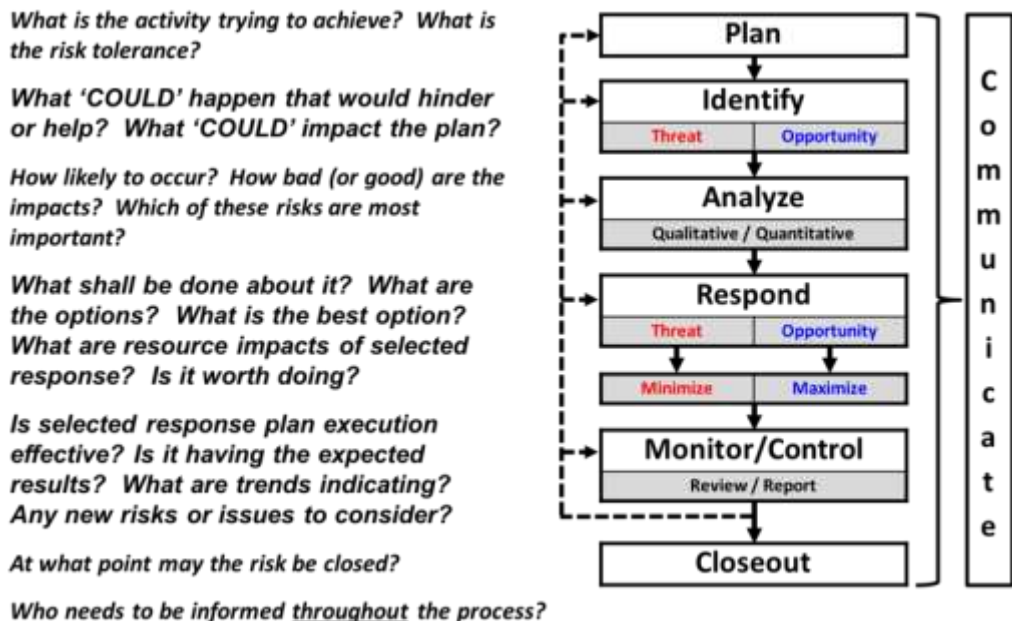 What is the activity trying to achieve?  What is
the risk tolerance?
What ‘COULD’ happen that would hinder
or help?  What ‘COULD’ impact the plan?
How likely to occur?  How bad (or good) are the
impacts?  Which of these risks are most
important?
What shall be done about it?  What are
the options?  What is the best option?
What are resource impacts of selected
response?  Is it worth doing?
Is selected response plan execution
effective? Is it having the expected
results?  What are trends indicating?
Any new risks or issues to consider?
At what point may the risk be closed?
Who needs to be informed throughout the process?
Plan
Identify
Threat
Opportunity
Analyze
Qualitative / Quantitative
Respond
Threat
Opportunity
Minimize
Maximize
Monitor/Control
Review / Report
Closeout
Communicate